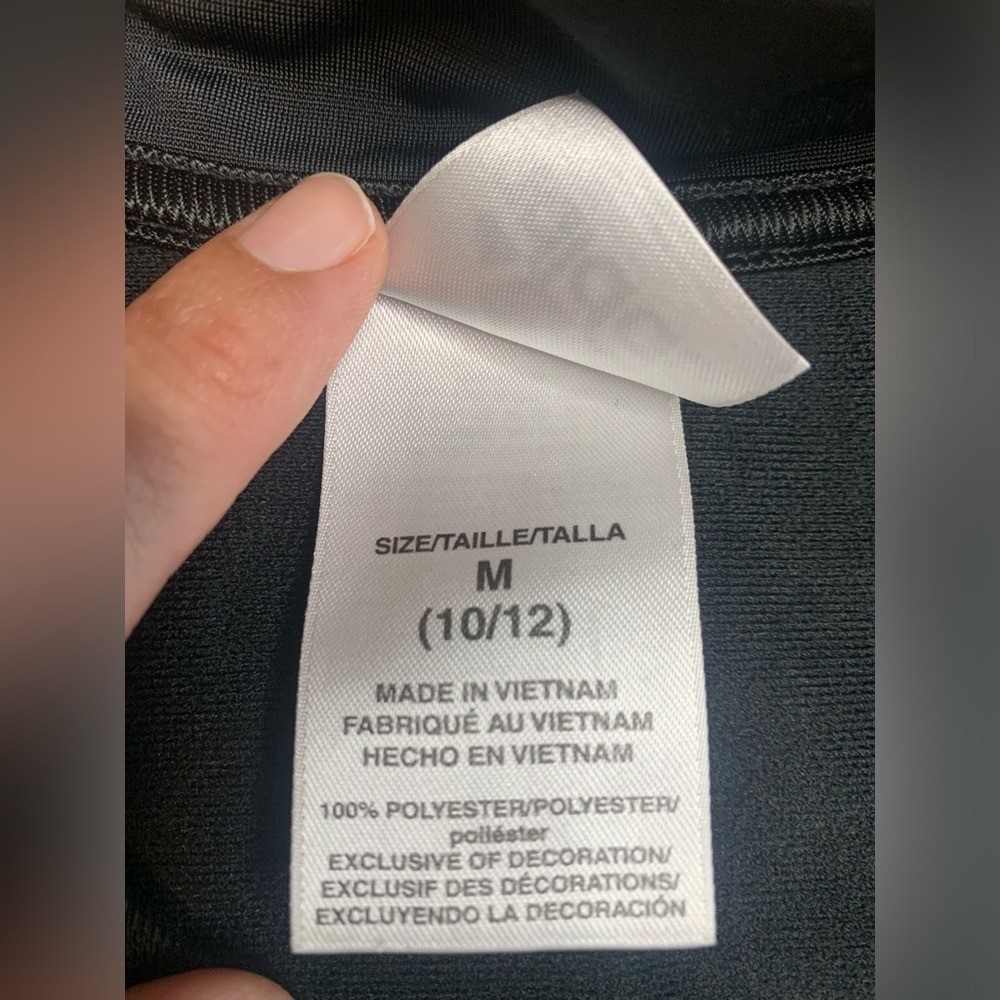 SIZE/TAILLE/TALLA
M
(10/12)
MADE IN VIETNAM
FABRIQUÉ AU VIETNAM
HECHO EN VIETNAM
100% POLYESTER/POLYESTER/
poliéster
EXCLUSIVE OF DECORATION/
EXCLUSIF DES DÉCORATIONS/
EXCLUYENDO LA DECORACIÓN